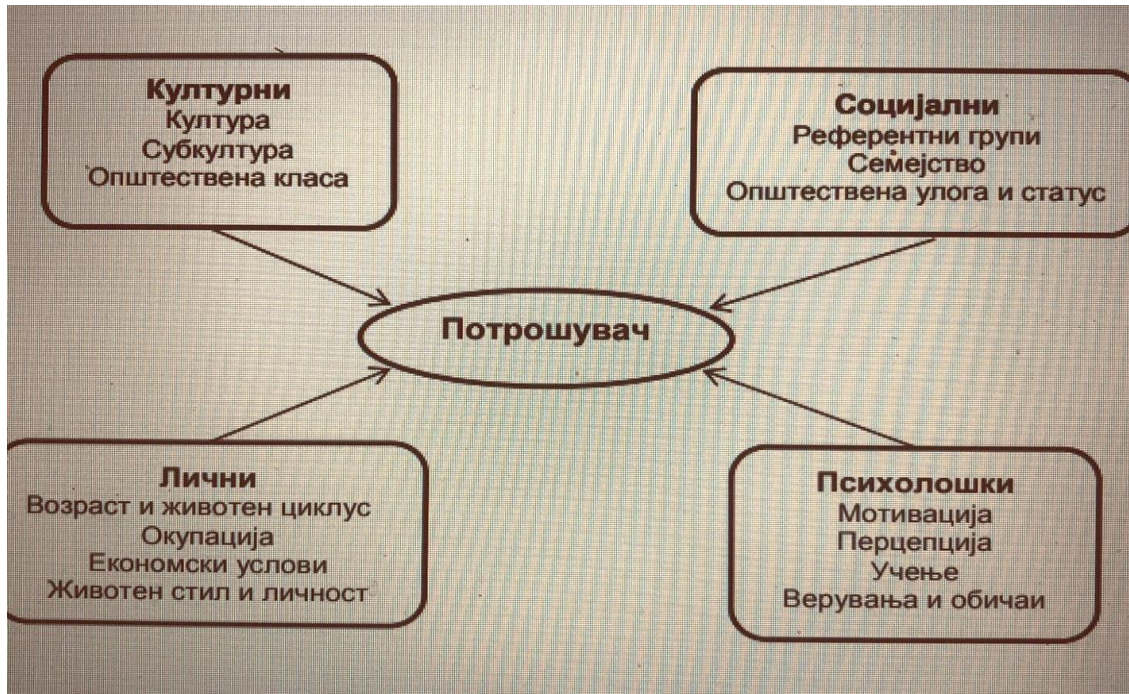 Културни
Култура
Субкултура
Општествена класа
Социјални
Референтни групи
Семејство
Општествена улога и статус
Потрошувач
Лични
Возраст и животен циклус
Окупација
Економски услови
Животен стил и личност
Психолошки
Мотивација
Перцепција
Учење
Верувања и обичаи